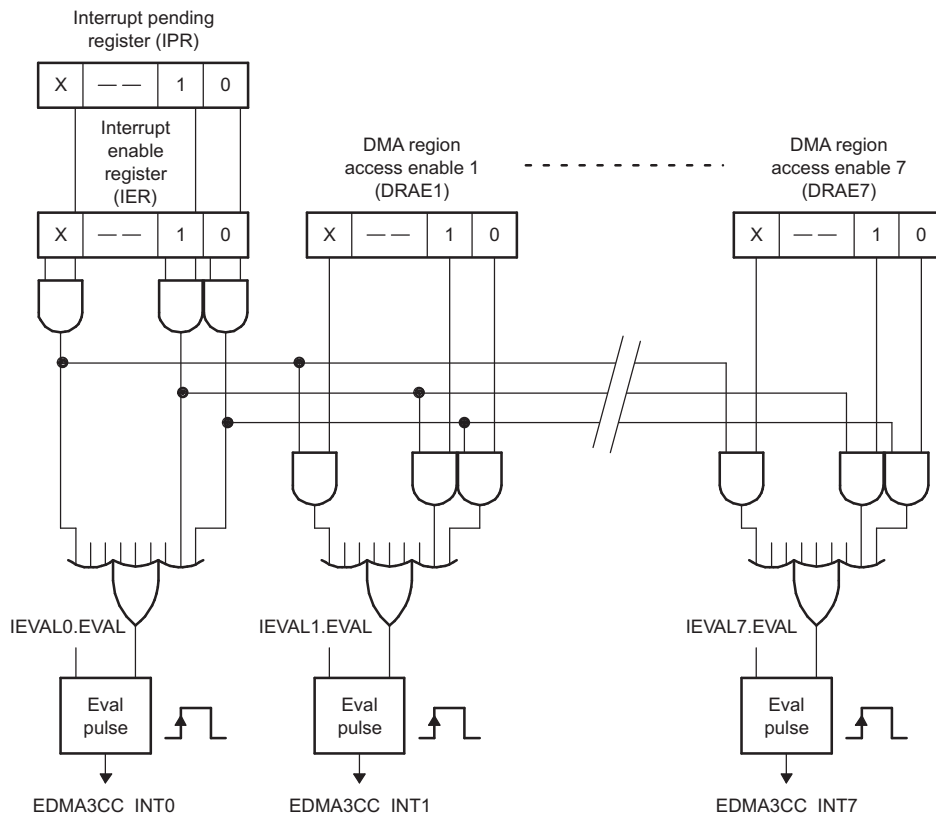 Interrupt pending
register (IPR)
X — — 1 0
Interrupt
enable
register
(IER)
X — — 1 0
DMA region
access enable 1
(DRAE1)
X — — 1 0
DMA region
access enable 7
(DRAE7)
X — — 1 0
IEVAL0.EVAL
Eval
pulse
EDMA3CC_INT0
IEVAL1.EVAL
Eval
pulse
EDMA3CC_INT1
IEVAL7.EVAL
Eval
pulse
EDMA3CC_INT7